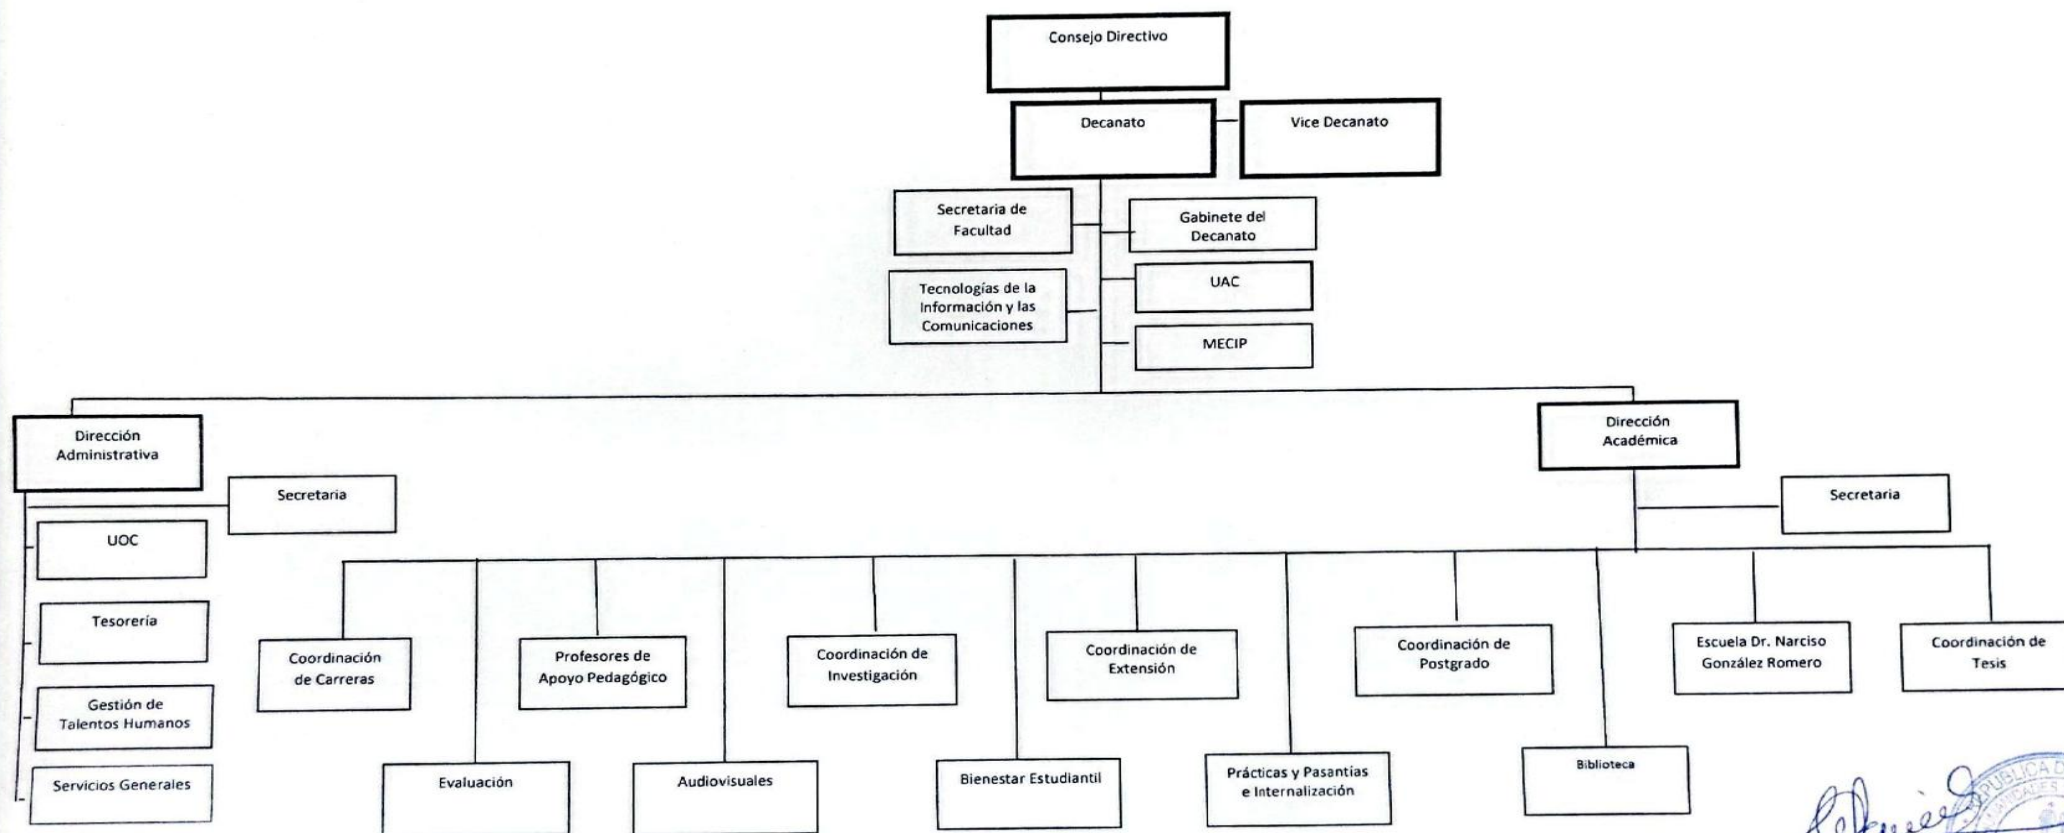 Consejo Directivo
Decanato
Vice Decanato
Secretaria de
Facultad
Gabinete del
Decanato
Tecnologías de la
Información y las
Comunicaciones
UAC
MECIP
Dirección
Administrativa
Dirección
Académica
Secretaria
Secretaria
UOC
Tesorería
Gestión de
Talentos Humanos
Servicios Generales
Coordinación
de Carreras
Profesores de
Apoyo Pedagógico
Coordinación de
Investigación
Coordinación de
Extensión
Coordinación de
Postgrado
Escuela Dr. Narciso
González Romero
Coordinación de
Tesis
Evaluación
Audiovisuales
Bienestar Estudiantil
Prácticas y Pasantías
e Internalización
Biblioteca